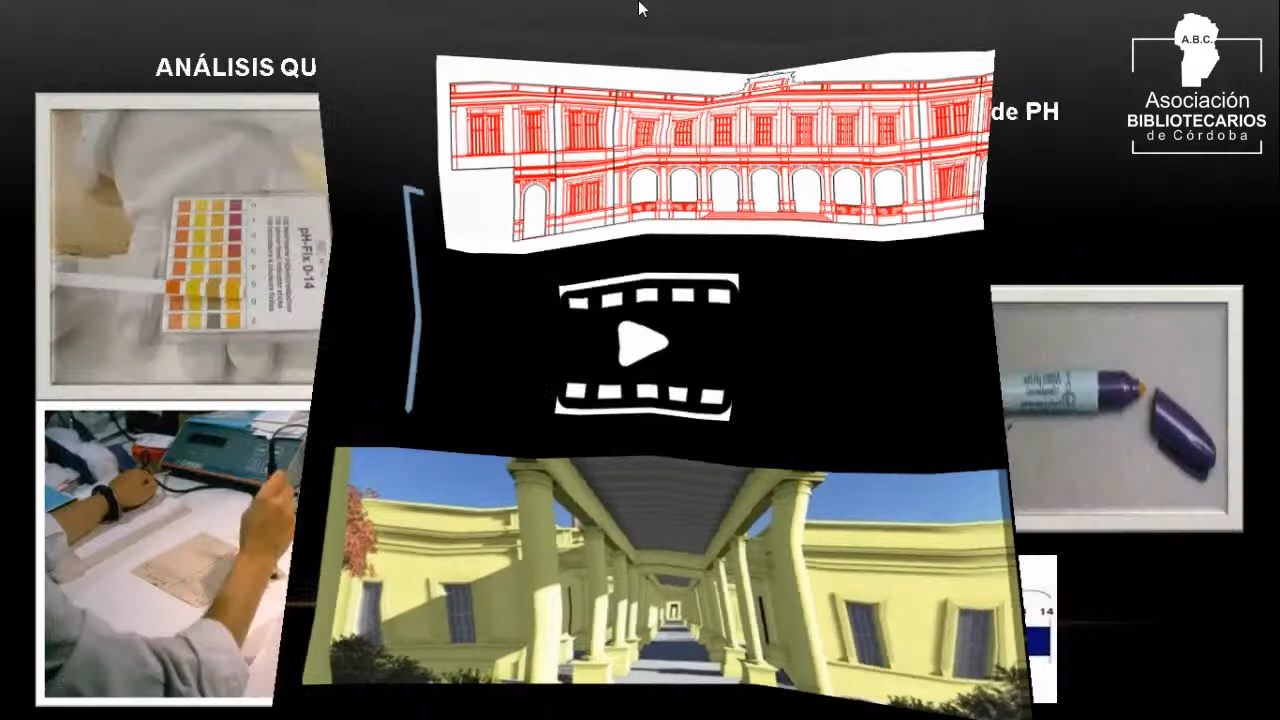 ANÁLISIS QU
de PH
A.B.C.
Asociación
BIBLIOTECARIOS
de Córdoba
pH-Fix 0-14
14